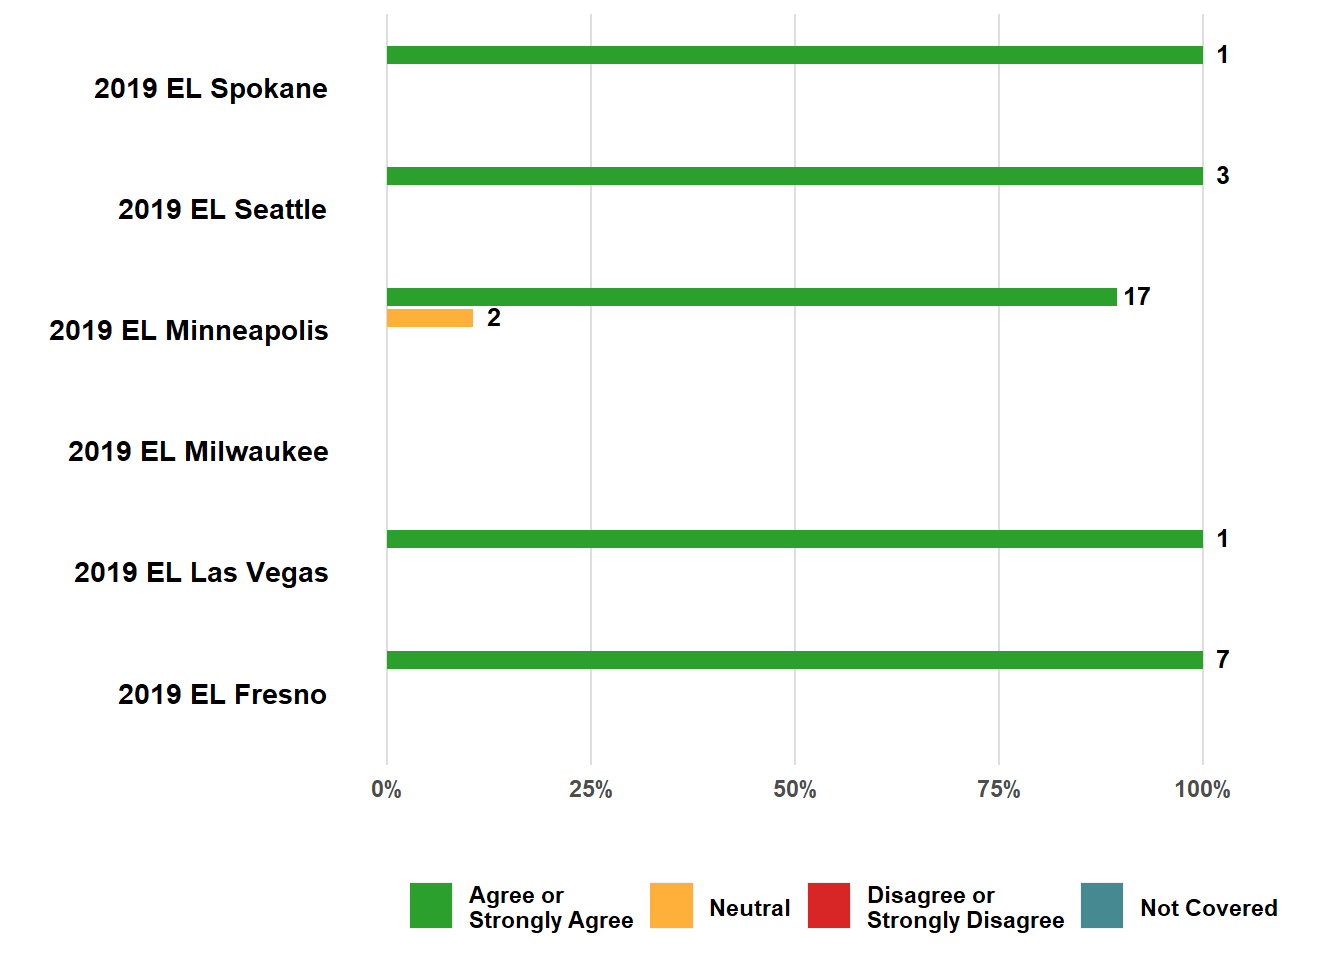 1
2019 EL Spokane
3
2019 EL Seattle
17
2
2019 EL Minneapolis
2019 EL Milwaukee
1
2019 EL Las Vegas
7
2019 EL Fresno
0% 25% 50% 75% 100%
Agree or
Strongly Agree
Neutral
Disagree or
Strongly Disagree
Not Covered